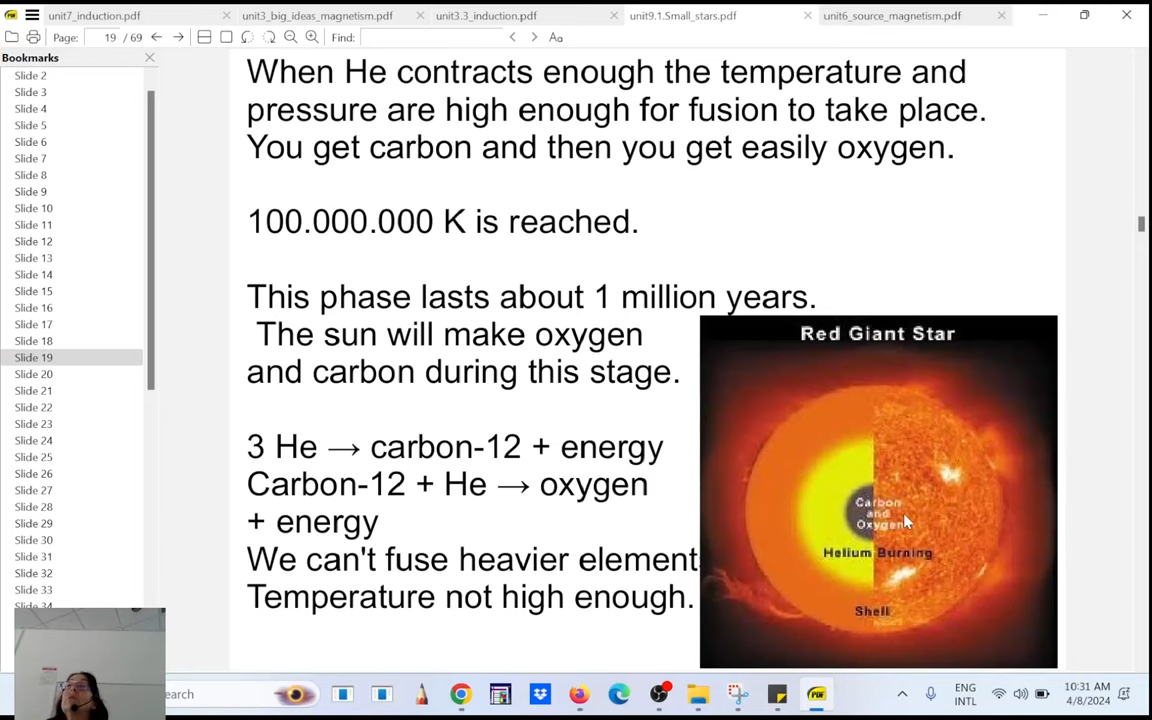 unit7_induction.pdf
unit3_big_ideas_magnetism.pdf
unit3.3_induction.pdf
unit9.1.Small_stars.pdf
unit6_source_magnetism.pdf
Page: 19 / 69
Find:
Aa
Bookmarks
Slide 2
Slide 3
Slide 4
Slide 5
Slide 6
Slide 7
Slide 8
Slide 9
Slide 10
Slide 11
Slide 12
Slide 13
Slide 14
Slide 15
Slide 16
Slide 17
Slide 18
Slide 19
Slide 20
Slide 21
Slide 22
Slide 23
Slide 24
Slide 25
Slide 26
Slide 27
Slide 28
Slide 29
Slide 30
Slide 31
Slide 32
Slide 33
Slide 34
When He contracts enough the temperature and
pressure are high enough for fusion to take place.
You get carbon and then you get easily oxygen.
100.000.000 K is reached.
This phase lasts about 1 million years.
The sun will make oxygen
and carbon during this stage.
3 He → carbon-12 + energy
Carbon-12 + He → oxygen
+ energy
We can't fuse heavier element
Temperature not high enough.
Red Giant Star
Carbon
and
Oxygen
Helium Burning
Shell
earch
ENG
INTL
10:31 AM
4/8/2024